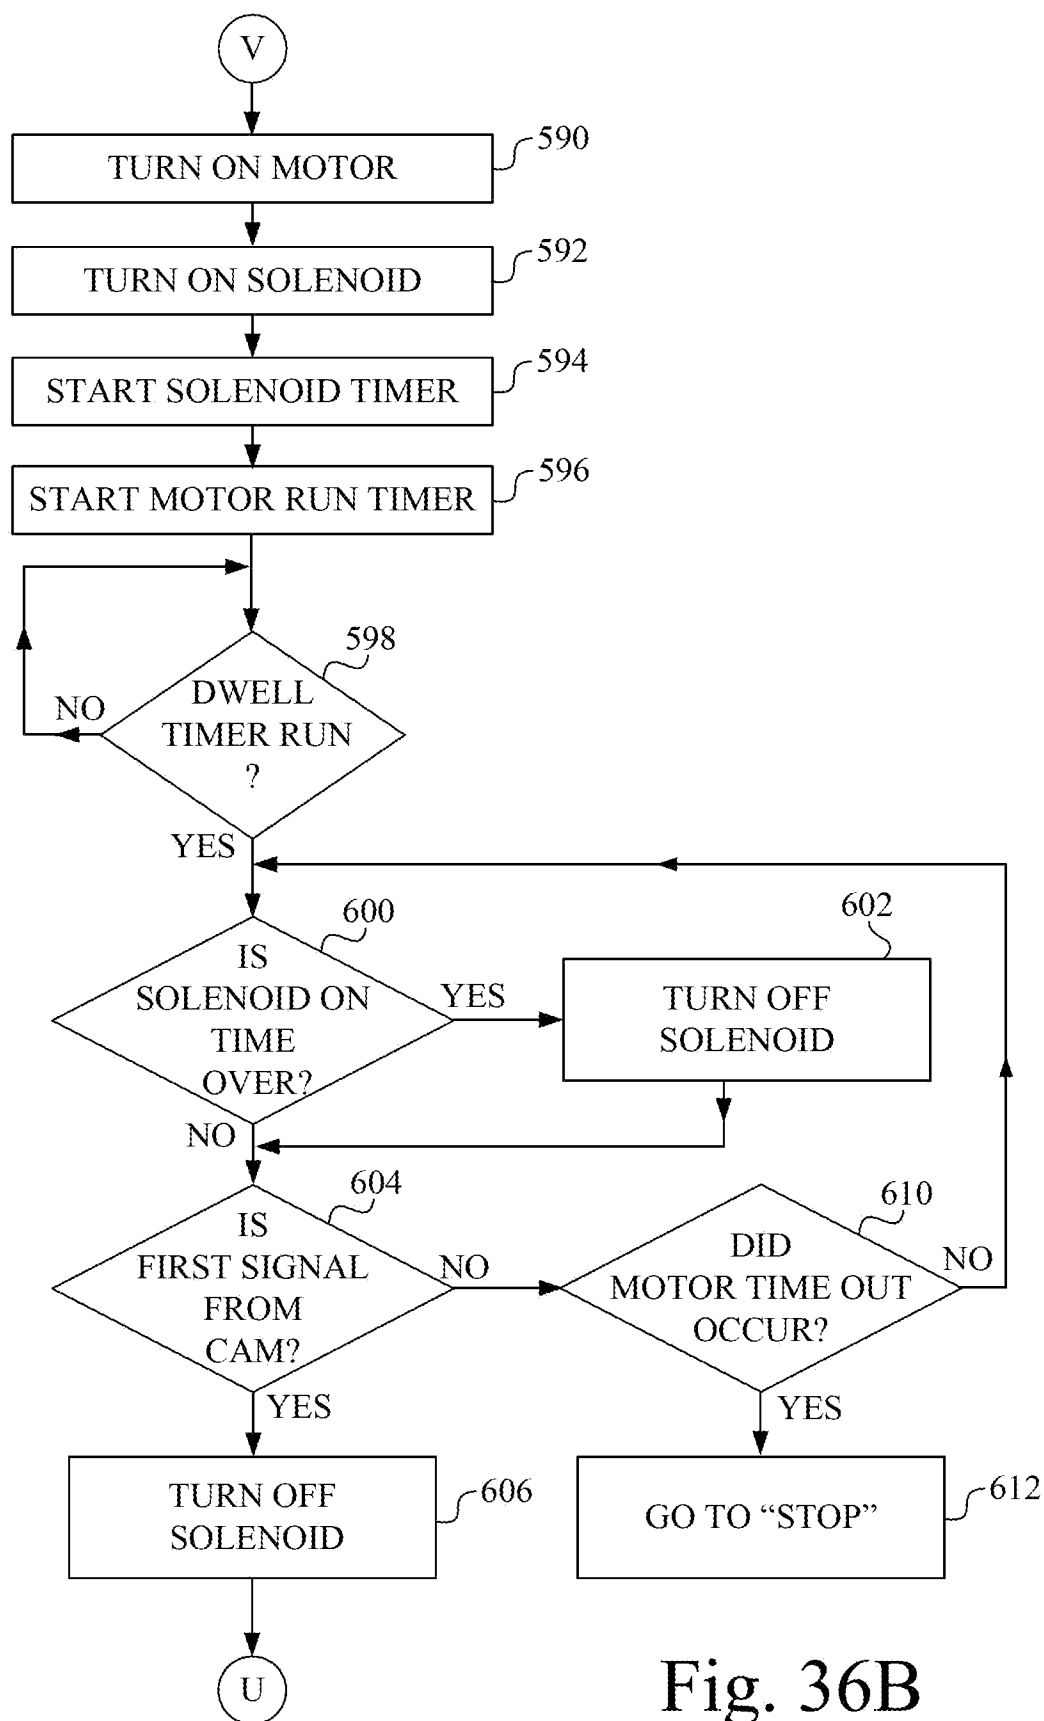 V
TURN ON MOTOR
590
TURN ON SOLENOID
592
START SOLENOID TIMER
594
START MOTOR RUN TIMER
596
598
DWELL
TIMER RUN
?
NO
YES
600
IS
SOLENOID ON
TIME
OVER?
YES
602
TURN OFF
SOLENOID
NO
604
IS
FIRST SIGNAL
FROM
CAM?
NO
610
DID
MOTOR TIME OUT
OCCUR?
NO
YES
YES
TURN OFF
SOLENOID
606
GO TO “STOP”
612
U
Fig. 36B